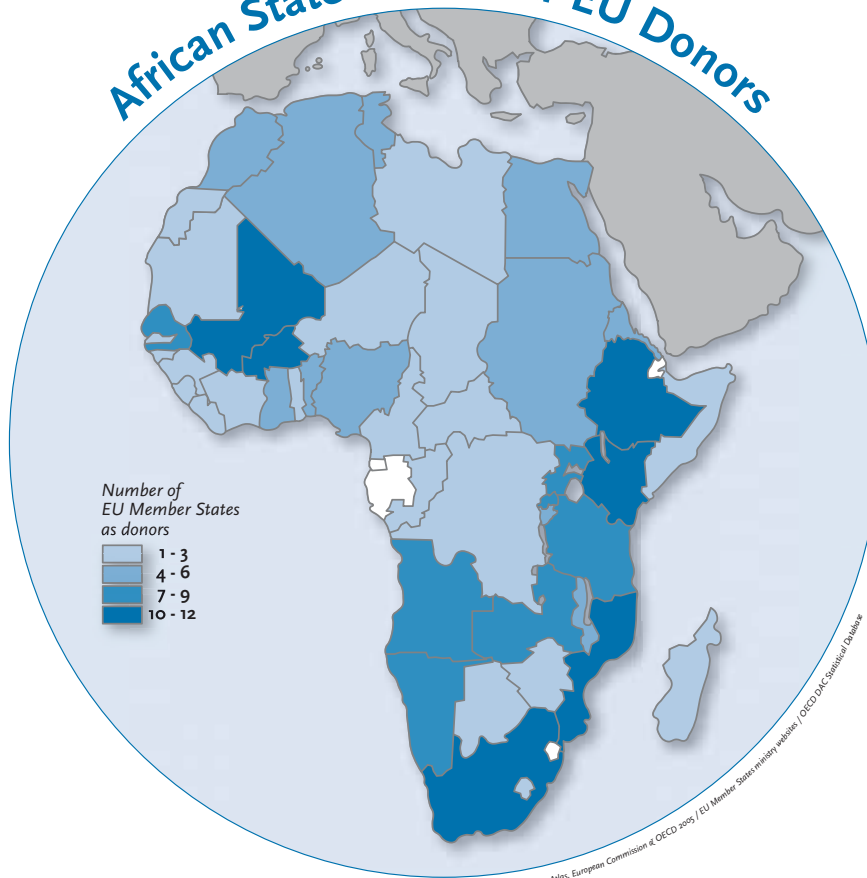 African State EU Donors
Number of
EU Member States
as donors
1 - 3
4 - 6
7 - 9
10 - 12
Atlas, European Commission & OECD 2005 / EU Member States ministry websites / OECD DAC Statistical Database